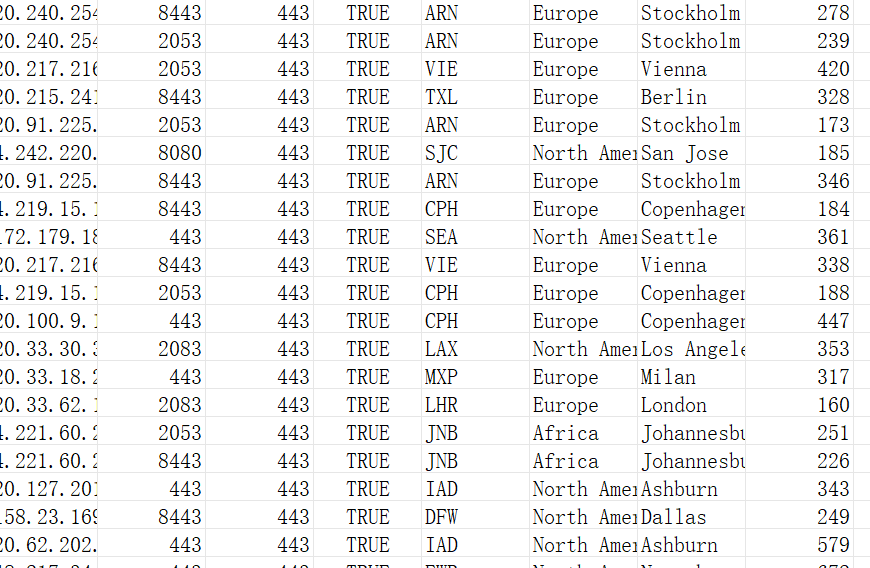 20.240.254 8443 443 TRUE ARN Europe Stockholm 278
20.240.254 2053 443 TRUE ARN Europe Stockholm 239
20.217.216 2053 443 TRUE VIE Europe Vienna 420
20.215.241 8443 443 TRUE TXL Europe Berlin 328
20.91.225. 2053 443 TRUE ARN Europe Stockholm 173
4.242.220. 8080 443 TRUE SJC North Amer San Jose 185
20.91.225. 8443 443 TRUE ARN Europe Stockholm 346
4.219.15.1 8443 443 TRUE CPH Europe Copenhagen 184
172.179.18 443 443 TRUE SEA North Amer Seattle 361
20.217.216 8443 443 TRUE VIE Europe Vienna 338
4.219.15.1 2053 443 TRUE CPH Europe Copenhagen 188
20.100.9.1 443 443 TRUE CPH Europe Copenhagen 447
20.33.30.3 2083 443 TRUE LAX North Amer Los Angele 353
20.33.18.2 443 443 TRUE MXP Europe Milan 317
20.33.62.1 2083 443 TRUE LHR Europe London 160
4.221.60.2 2053 443 TRUE JNB Africa Johannesbu 251
4.221.60.2 8443 443 TRUE JNB Africa Johannesbu 226
20.127.201 443 443 TRUE IAD North Amer Ashburn 343
158.23.169 8443 443 TRUE DFW North Amer Dallas 249
20.62.202. 443 443 TRUE IAD North Amer Ashburn 579